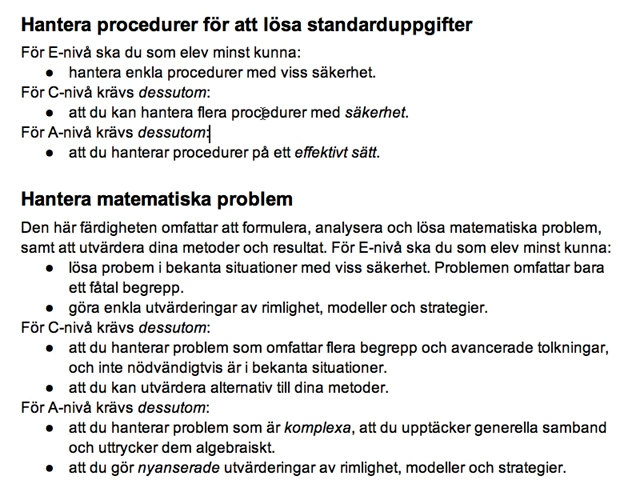 Hantera procedurer för att lösa standarduppgifter
För E-nivå ska du som elev minst kunna:
● hantera enkla procedurer med viss säkerhet.
För C-nivå krävs dessutom:
● att du kan hantera flera procedurer med säkerhet.
För A-nivå krävs dessutom:
● att du hanterar procedurer på ett effektivt sätt.
Hantera matematiska problem
Den här färdigheten omfattar att formulera, analysera och lösa matematiska problem,
samt att utvärdera dina metoder och resultat. För E-nivå ska du som elev minst kunna:
● lösa probem i bekanta situationer med viss säkerhet. Problemen omfattar bara
ett fåtal begrepp.
● göra enkla utvärderingar av rimlighet, modeller och strategier.
För C-nivå krävs dessutom:
● att du hanterar problem som omfattar flera begrepp och avancerade tolkningar,
och inte nödvändigtvis är i bekanta situationer.
● att du kan utvärdera alternativ till dina metoder.
För A-nivå krävs dessutom:
● att du hanterar problem som är komplexa, att du upptäcker generella samband
och uttrycker dem algebraiskt.
● att du gör nyanserade utvärderingar av rimlighet, modeller och strategier.